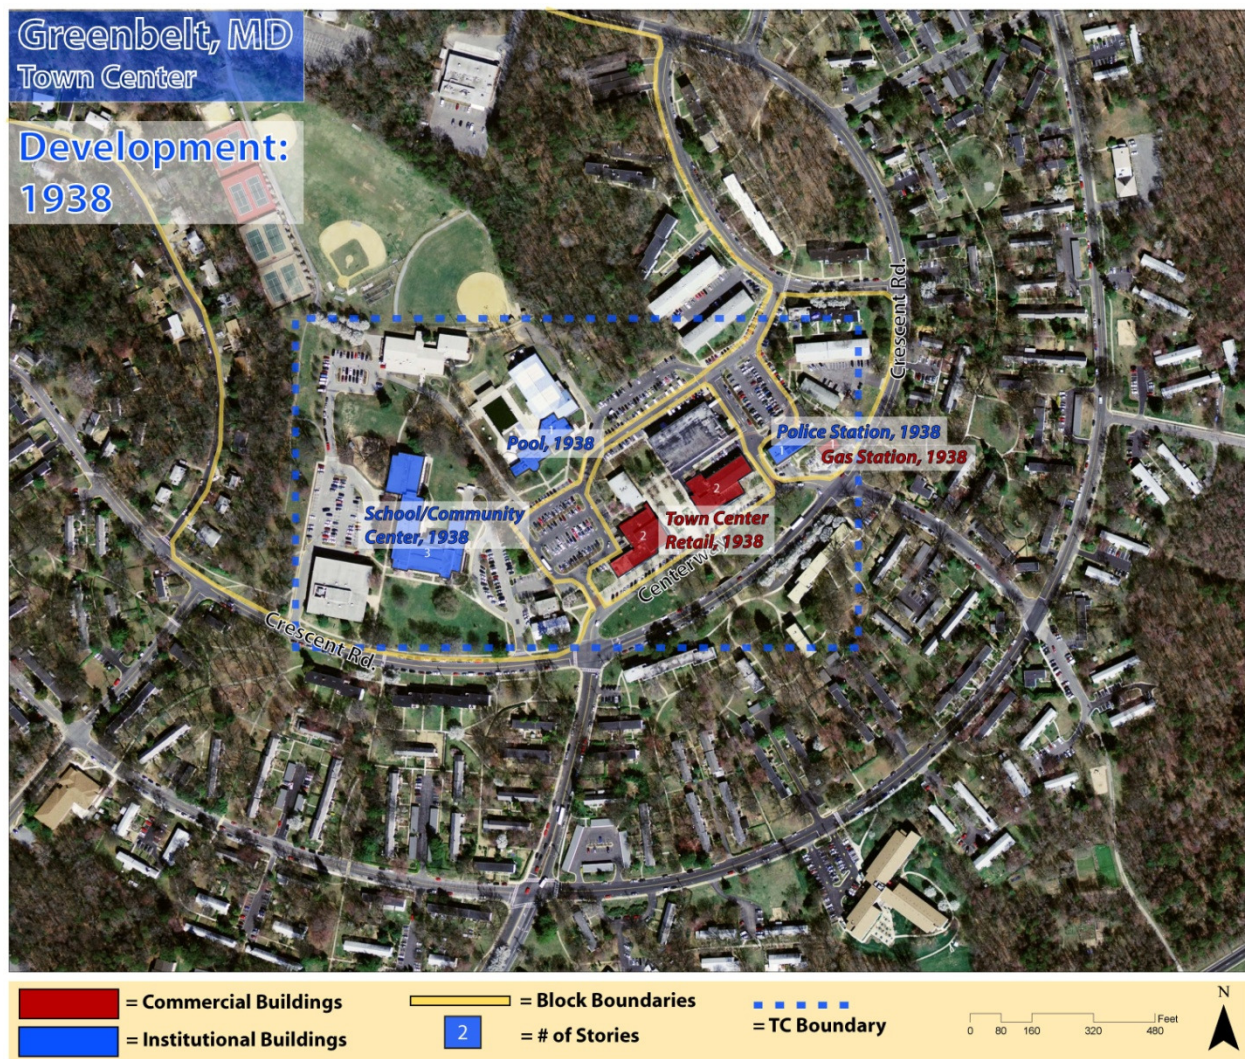 Greenbelt, MD
Town Center
Development:
1938
Crescent Rd.
Pool, 1938
Police Station, 1938
1
Gas Station, 1938
School/Community
Center, 1938
3
2
Town Center
Retail, 1938
2
Centerwa
Crescent Rd.
= Commercial Buildings
= Institutional Buildings
= Block Boundaries
2
= # of Stories
= TC Boundary
Feet
0 80 160 320 480
N